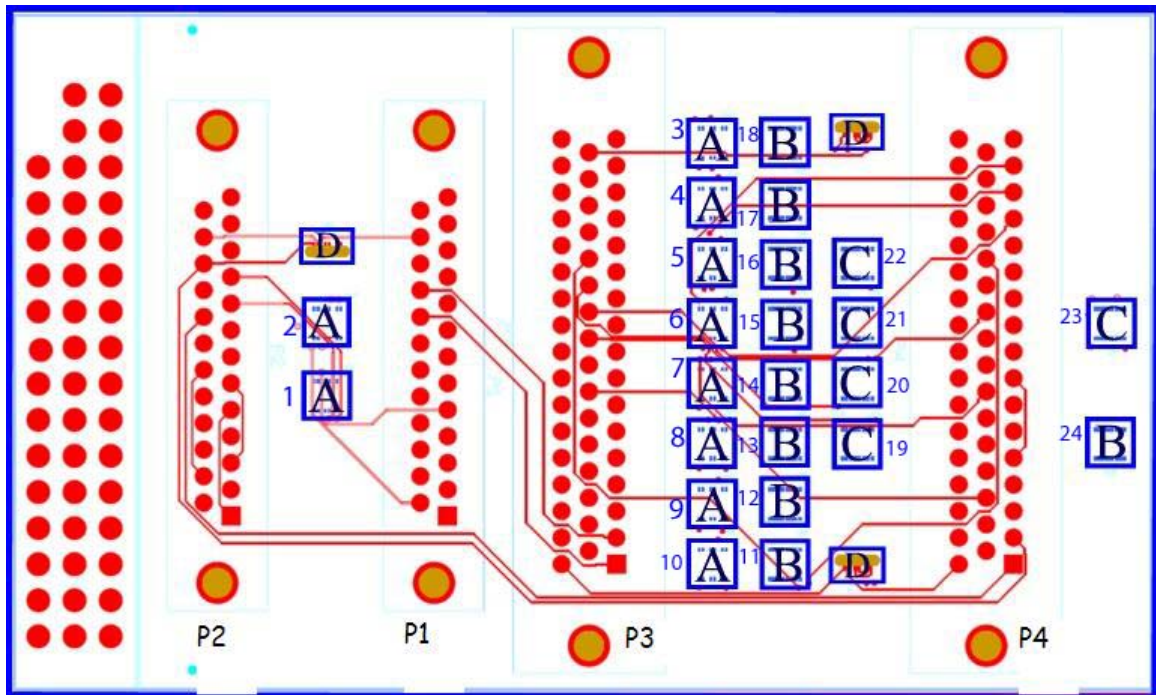 3 A 18 B D
4 A 17 B
D
5 A 16 B C 22
2 A
6 A 15 B C 21
23 C
1 A
7 A 14 B C 20
8 A 13 B C 19
24 B
9 A 12 B
10 A 11 B D
P2 P1 P3 P4